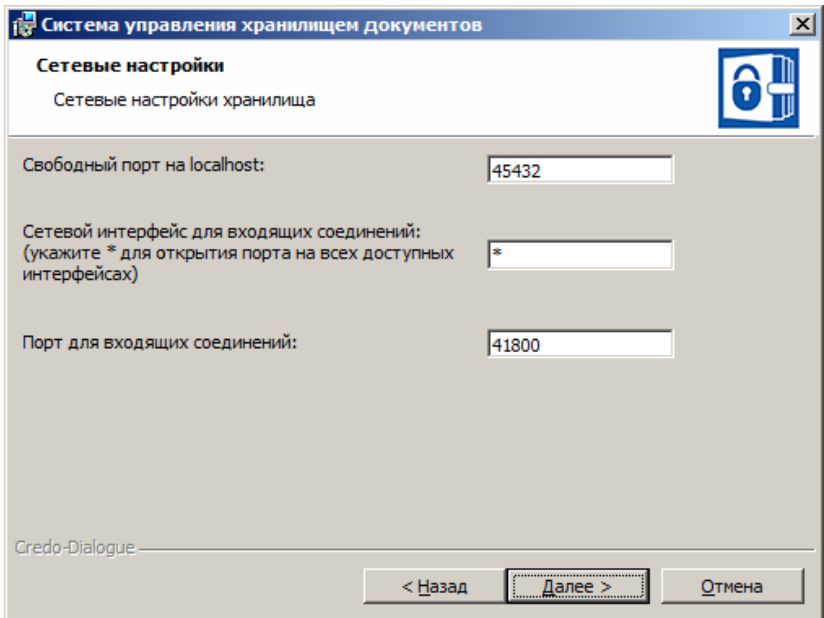 Система управления хранилищем документов
Сетевые настройки
Сетевые настройки хранилища
Свободный порт на localhost:
45432
Сетевой интерфейс для входящих соединений:
(укажите * для открытия порта на всех доступных
интерфейсах)
*
Порт для входящих соединений:
41800
Credo-Dialogue
< Назад
Далее >
Отмена